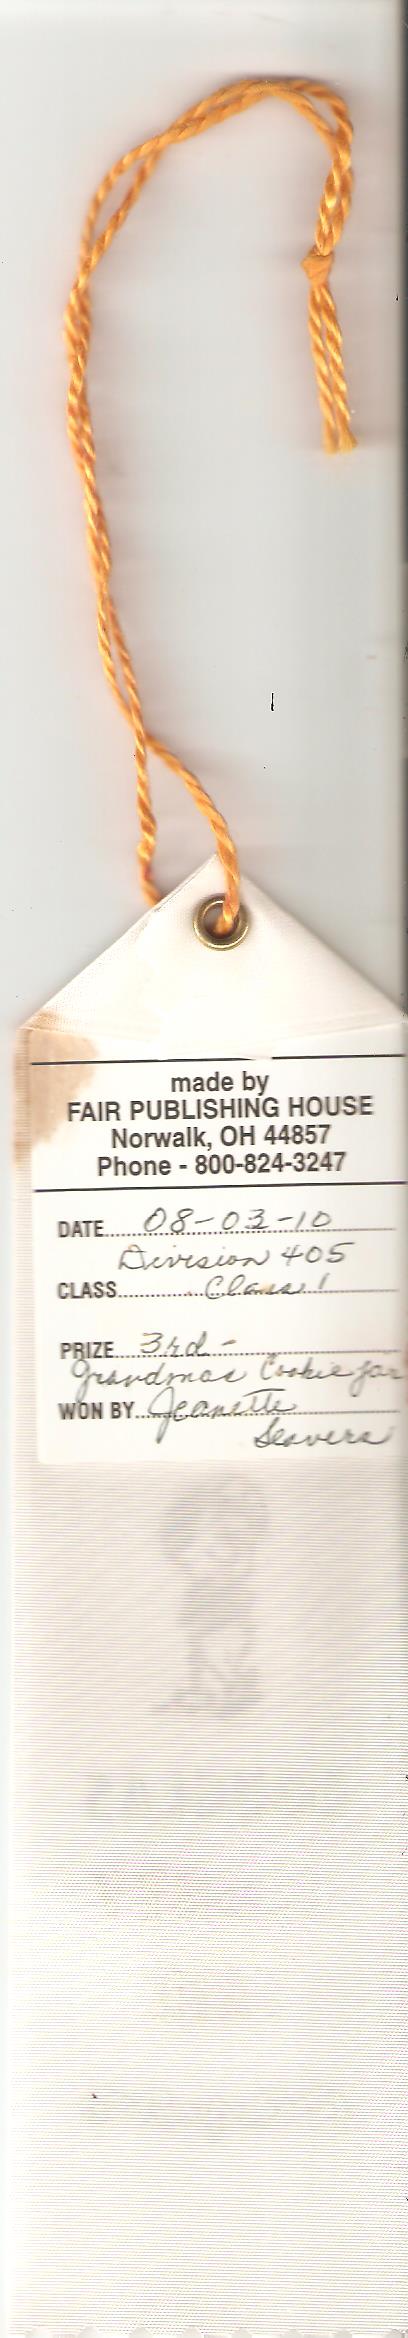 made by
FAIR PUBLISHING HOUSE
Norwalk, OH 44857
Phone - 800-824-3247
DATE 08-03-10
Division 405
CLASS Class 1
PRIZE 3rd -
Grandmas Cookie Jar
WON BY Jeanette
Seavers